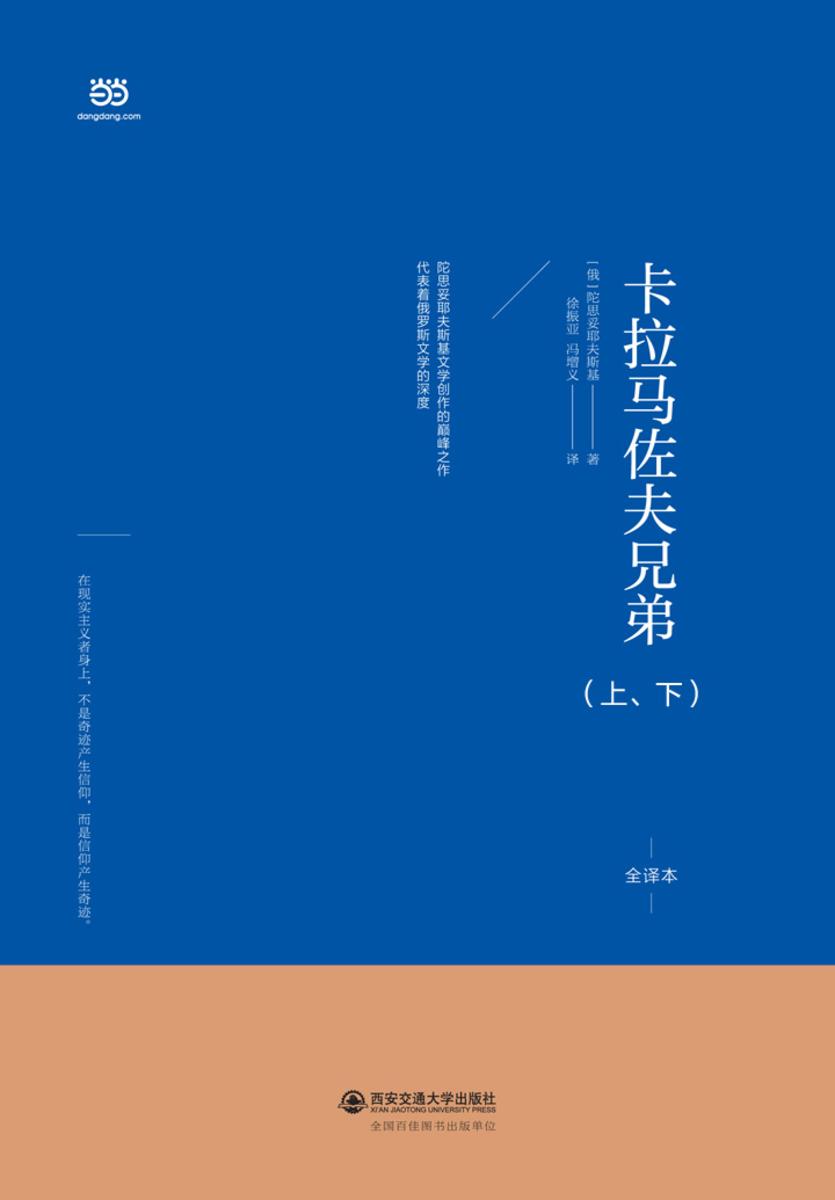 当当
dangdang.com
卡拉马佐夫兄弟
（上、下）
[俄]陀思妥耶夫斯基——著
徐振亚 冯增义——译
陀思妥耶夫斯基文学创作的巅峰之作
代表着俄罗斯文学的深度
在现实主义者身上，不是奇迹产生信仰，而是信仰产生奇迹。
全译本
西安交通大学出版社
XI'AN JIAOTONG UNIVERSITY PRESS
全国百佳图书出版单位